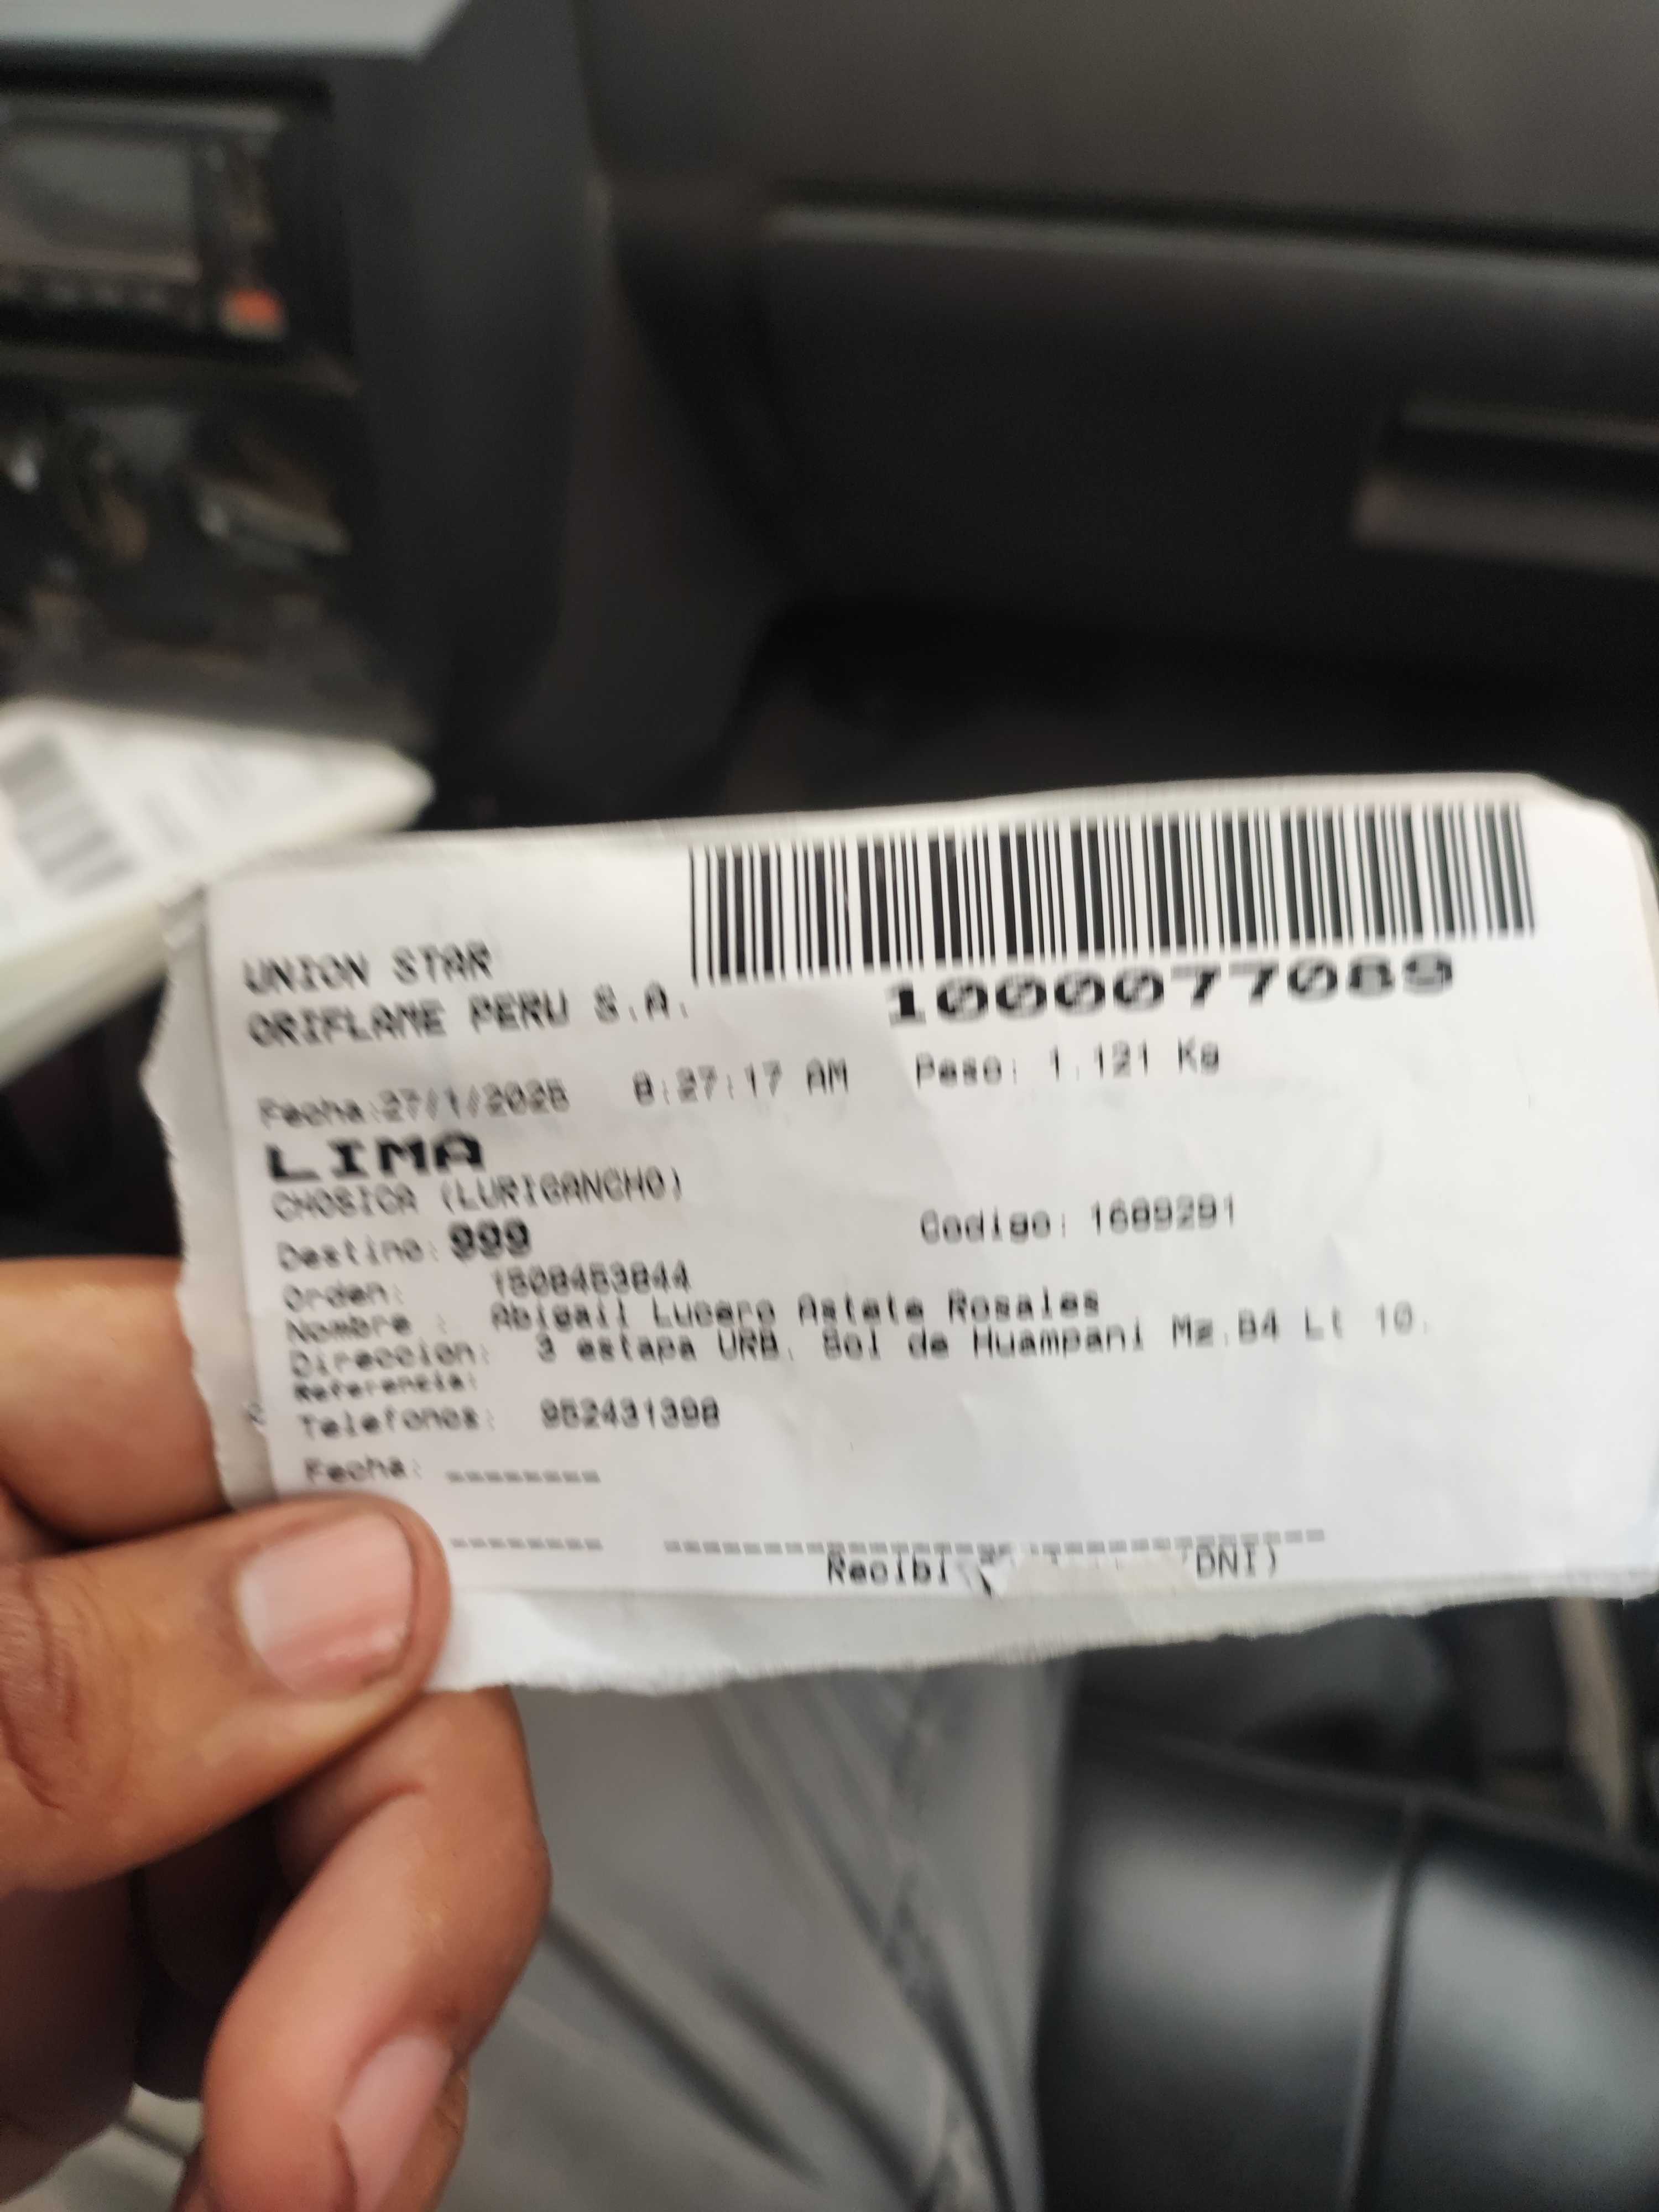 UNION STAR
ORIFLAME PERU S.A.
1000077089
Fecha:27/1/2025 8:27:17 AM Peso: 1.121 Kg
LIMA
CHOSICA (LURIGANCHO)
Destino: 999 Codigo: 1689291
Orden: 1508453844
Nombre : Abigail Lucero Astete Rosales
Direccion: 3 estapa URB. Sol de Huampani Mz.B4 Lt 10.
Referencia:
Telefonos: 952431398
Fecha: --------
Recibi DNI)